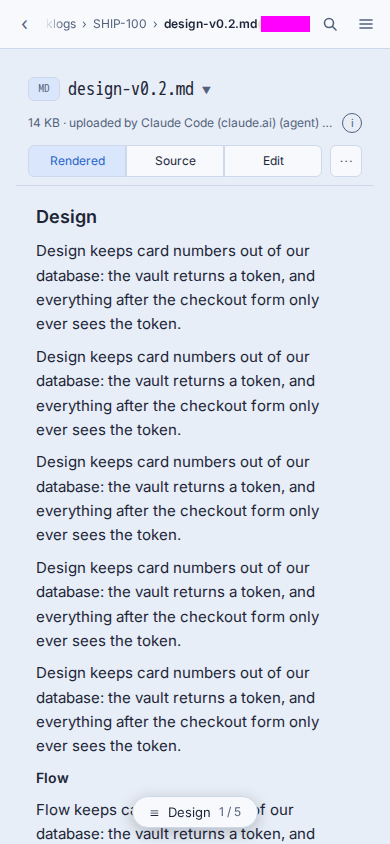 ‹ klogs › SHIP-100 › design-v0.2.md
MD design-v0.2.md ▼
14 KB · uploaded by Claude Code (claude.ai) (agent) ... i
Rendered Source Edit ...
Design
Design keeps card numbers out of our
database: the vault returns a token, and
everything after the checkout form only
ever sees the token.
Design keeps card numbers out of our
database: the vault returns a token, and
everything after the checkout form only
ever sees the token.
Design keeps card numbers out of our
database: the vault returns a token, and
everything after the checkout form only
ever sees the token.
Design keeps card numbers out of our
database: the vault returns a token, and
everything after the checkout form only
ever sees the token.
Design keeps card numbers out of our
database: the vault returns a token, and
everything after the checkout form only
ever sees the token.
Flow
Flow keeps of our
database: the vault returns a token, and
≡ Design 1 / 5